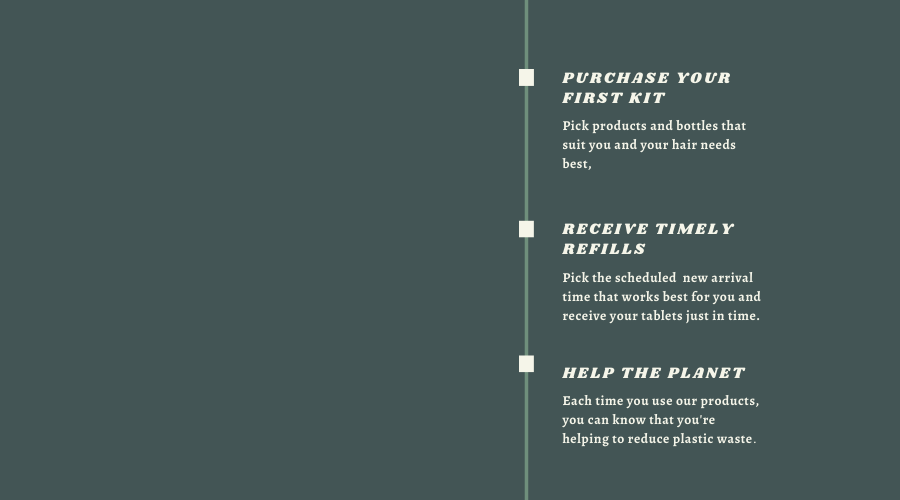 PURCHASE YOUR
FIRST KIT
Pick products and bottles that
suit you and your hair needs
best,
RECEIVE TIMELY
REFILLS
Pick the scheduled  new arrival
time that works best for you and
receive your tablets just in time.
HELP THE PLANET
Each time you use our products,
you can know that you're
helping to reduce plastic waste.